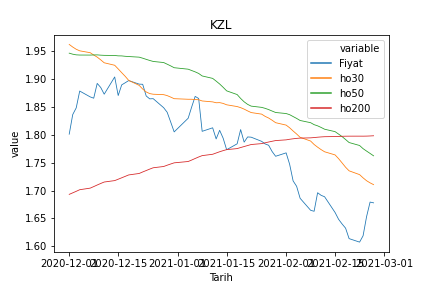 KZL
variable
Fiyat
ho30
ho50
ho200
value
1.95
1.90
1.85
1.80
1.75
1.70
1.65
1.60
2020-12-01
2020-12-15
2021-01-01
2021-01-15
2021-02-01
2021-02-15
2021-03-01
Tarih